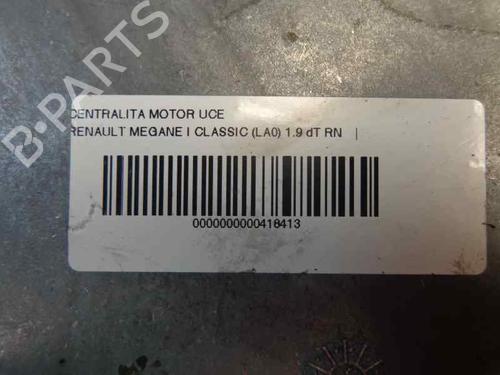 B-PARTS
CENTRALITA MOTOR UCE
RENAULT MEGANE I CLASSIC (LA0) 1.9 dT RN |
0000000000418413